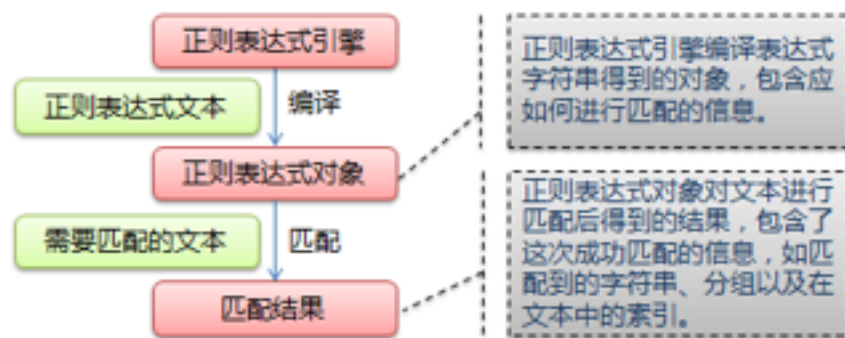 正则表达式引擎
正则表达式文本
编译
正则表达式对象
需要匹配的文本
匹配
匹配结果
正则表达式引擎编译表达式
字符串得到的对象，包含应
如何进行匹配的信息。
正则表达式对象对文本进行
匹配后得到的结果，包含了
这次成功匹配的信息，如匹
配到的字符串、分组以及在
文本中的索引。